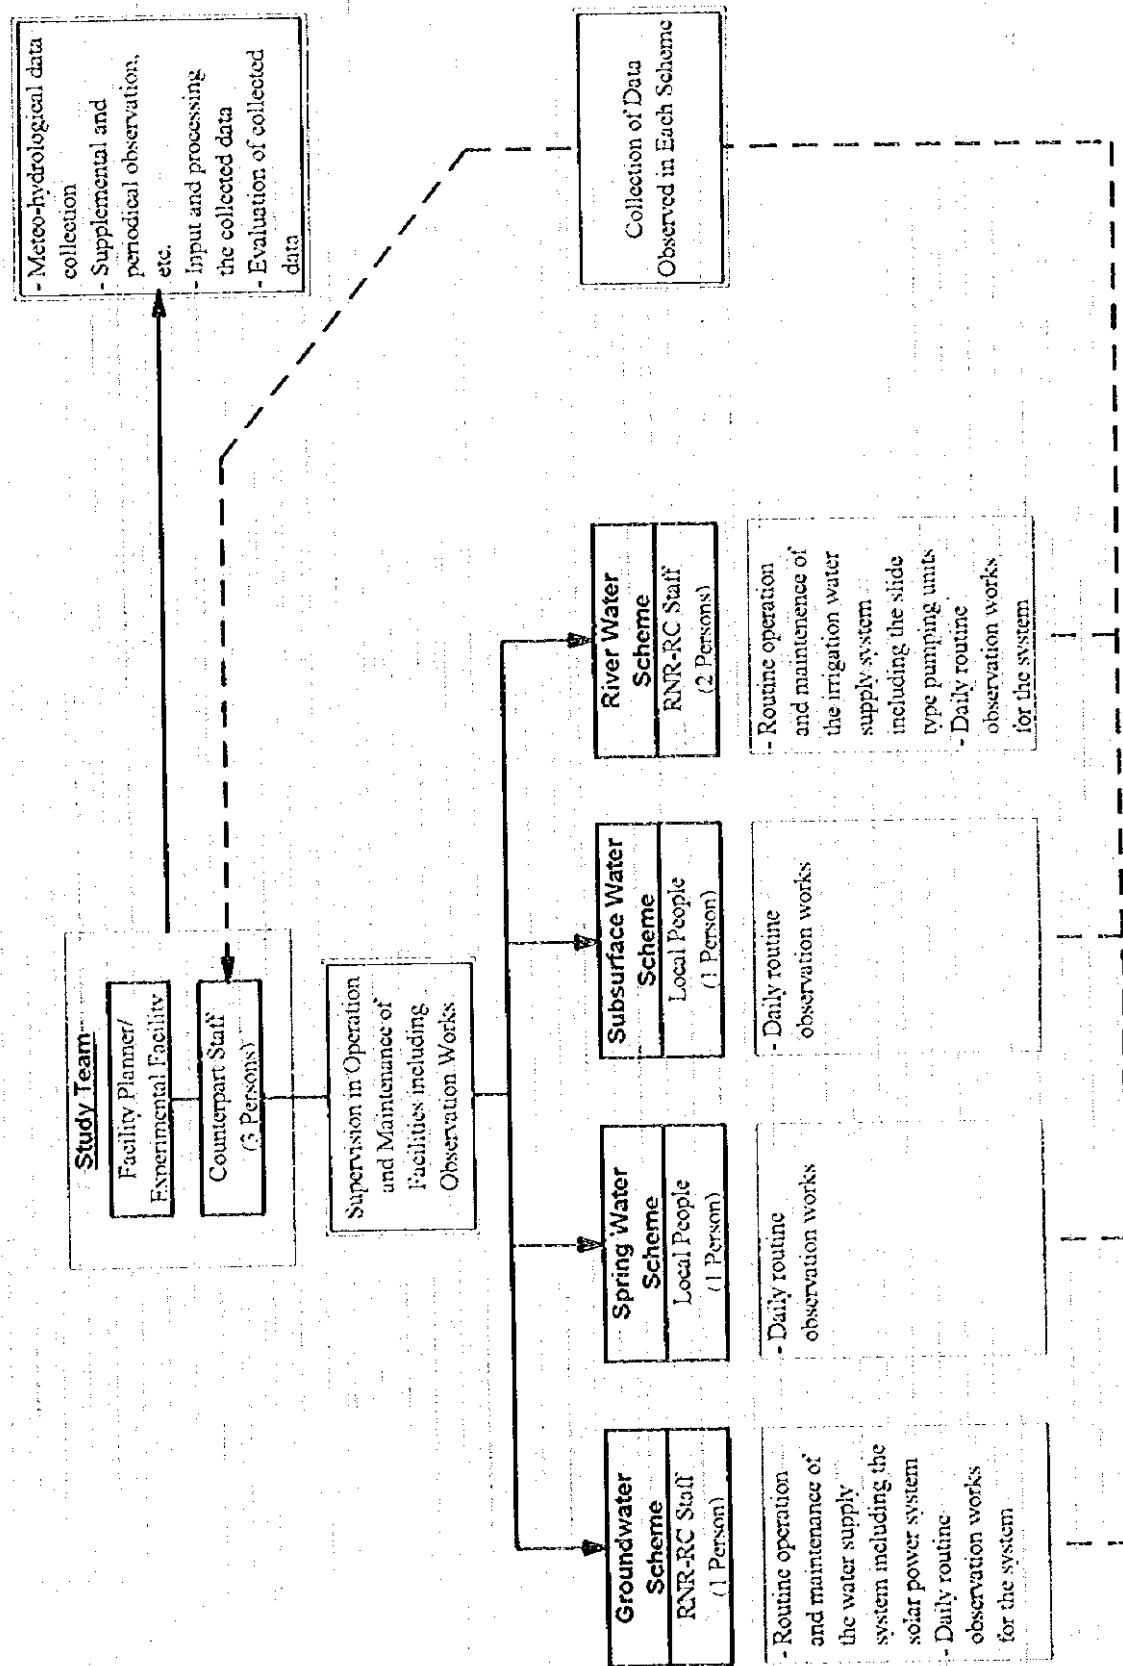 Study Team
Facility Planner/
Experimental Facility
Counterpart Staff
(3 Persons)
- Meteo-hydrological data
collection
- Supplemental and
periodical observation,
etc.
- Input and processing
the collected data
- Evaluation of collected
data
Supervision in Operation
and Maintenance of
Facilities including
Observation Works
Collection of Data
Observed in Each Scheme
Groundwater
Scheme
RNR-RC Staff
(1 Person)
Spring Water
Scheme
Local People
(1 Person)
Subsurface Water
Scheme
Local People
(1 Person)
River Water
Scheme
RNR-RC Staff
(2 Persons)
- Routine operation
and maintenance of
the water supply
system including the
solar power system
- Daily routine
observation works
for the system
- Daily routine
observation works
- Daily routine
observation works
- Routine operation
and maintenence of
the irrigation water
supply system
including the slide
type pumping units
- Daily routine
observation works
for the system